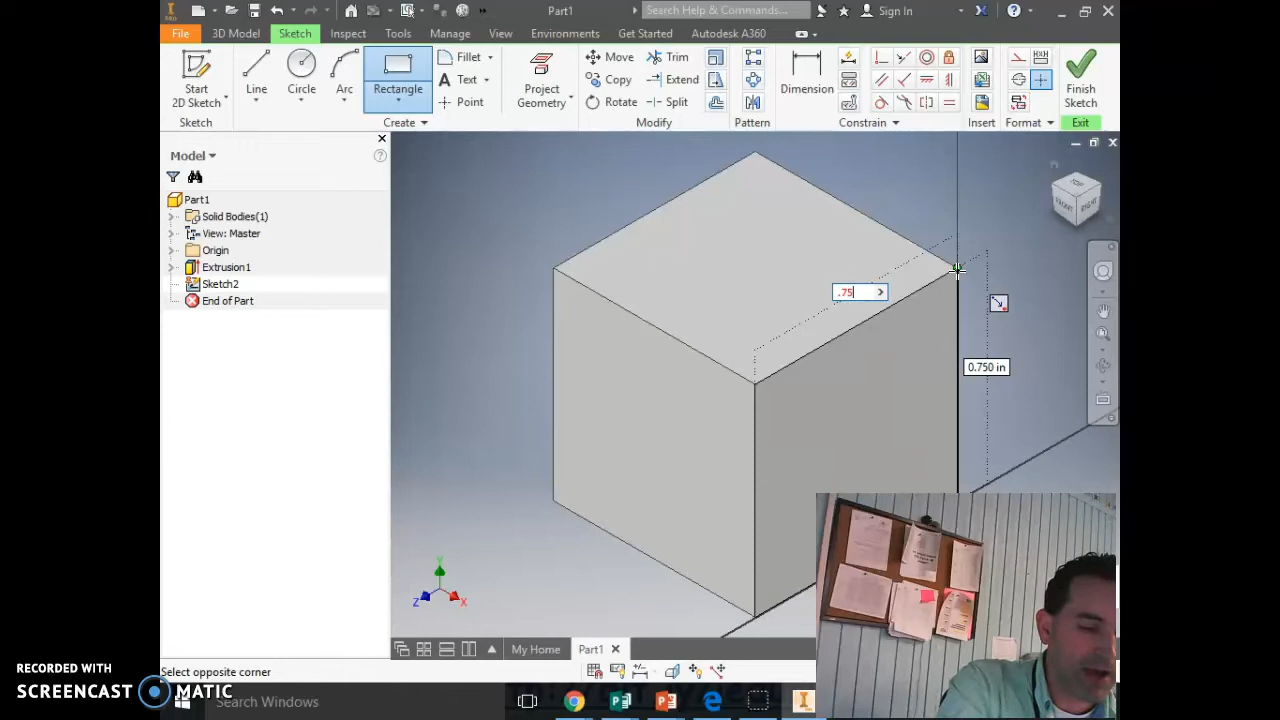 Part1
Search Help & Commands...
Sign In
File
3D Model
Sketch
Inspect
Tools
Manage
View
Environments
Get Started
Autodesk A360
Start
2D Sketch
Line
Circle
Arc
Rectangle
Fillet
Text
Point
Project
Geometry
Move
Copy
Rotate
Trim
Extend
Split
Dimension
Finish
Sketch
Sketch
Create
Modify
Pattern
Constrain
Insert
Format
Exit
Model
Part1
Solid Bodies(1)
View: Master
Origin
Extrusion1
Sketch2
End of Part
TOP
FRONT
RIGHT
.75
0.750 in
Y
Z
X
My Home
Part1
Select opposite corner
RECORDED WITH
SCREENCAST MATIC
Search Windows